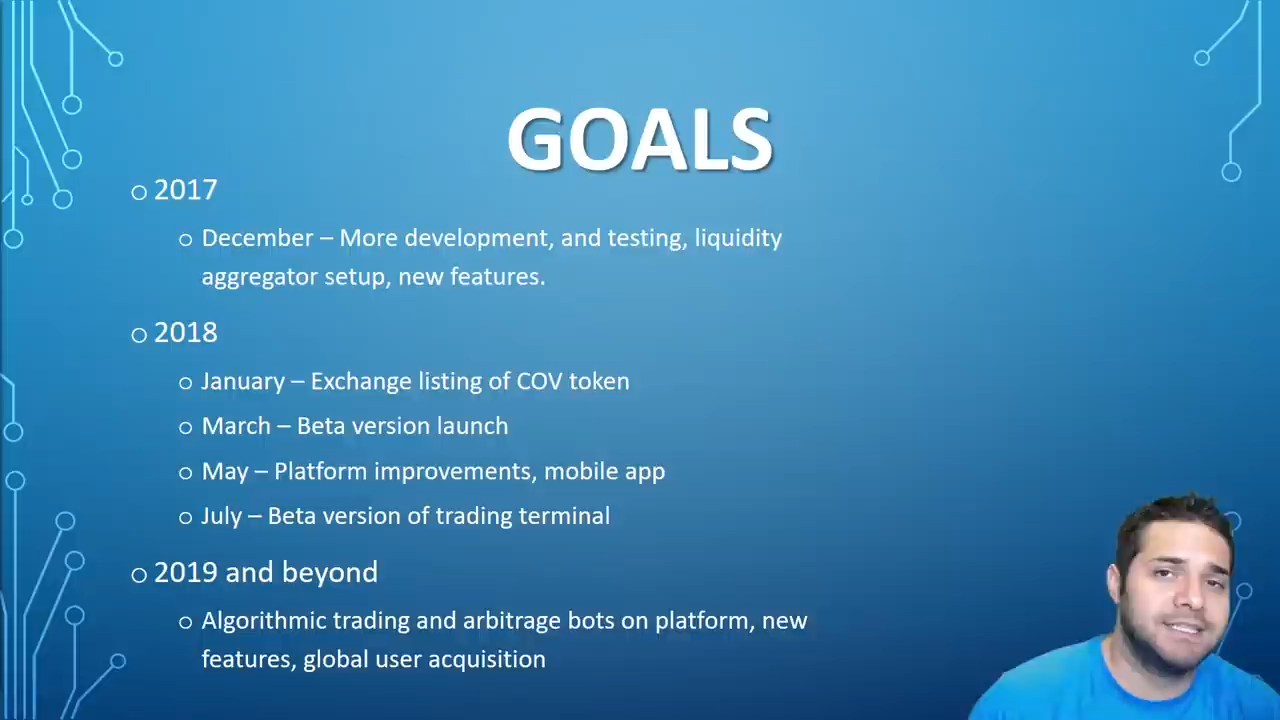 GOALS
2017
December – More development, and testing, liquidity
aggregator setup, new features.
2018
January – Exchange listing of COV token
March – Beta version launch
May – Platform improvements, mobile app
July – Beta version of trading terminal
2019 and beyond
Algorithmic trading and arbitrage bots on platform, new
features, global user acquisition